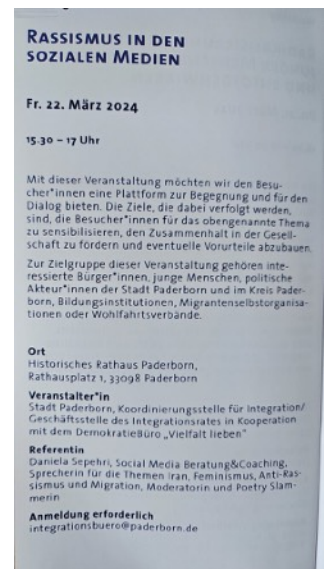 RASSISMUS IN DEN
SOZIALEN MEDIEN
Fr. 22. März 2024
15.30 – 17 Uhr
Mit dieser Veranstaltung möchten wir den Besu-
cher*innen eine Plattform zur Begegnung und für den
Dialog bieten. Die Ziele, die dabei verfolgt werden,
sind, die Besucher*innen für das obengenannte Thema
zu sensibilisieren, den Zusammenhalt in der Gesell-
schaft zu fördern und eventuelle Vorurteile abzubauen.
Zur Zielgruppe dieser Veranstaltung gehören inte-
ressierte Bürger*innen, junge Menschen, politische
Akteur*innen der Stadt Paderborn und im Kreis Pader-
born, Bildungsinstitutionen, Migrantenselbstorganisa-
tionen oder Wohlfahrtsverbände.
Ort
Historisches Rathaus Paderborn,
Rathausplatz 1, 33098 Paderborn
Veranstalter*in
Stadt Paderborn, Koordinierungsstelle für Integration/
Geschäftsstelle des Integrationsrates in Kooperation
mit dem DemokratieBüro „Vielfalt lieben“
Referentin
Daniela Sepehri, Social Media Beratung&Coaching,
Sprecherin für die Themen Iran, Feminismus, Anti-Ras-
sismus und Migration, Moderatorin und Poetry Slam-
merin
Anmeldung erforderlich
integrationsbuero@paderborn.de